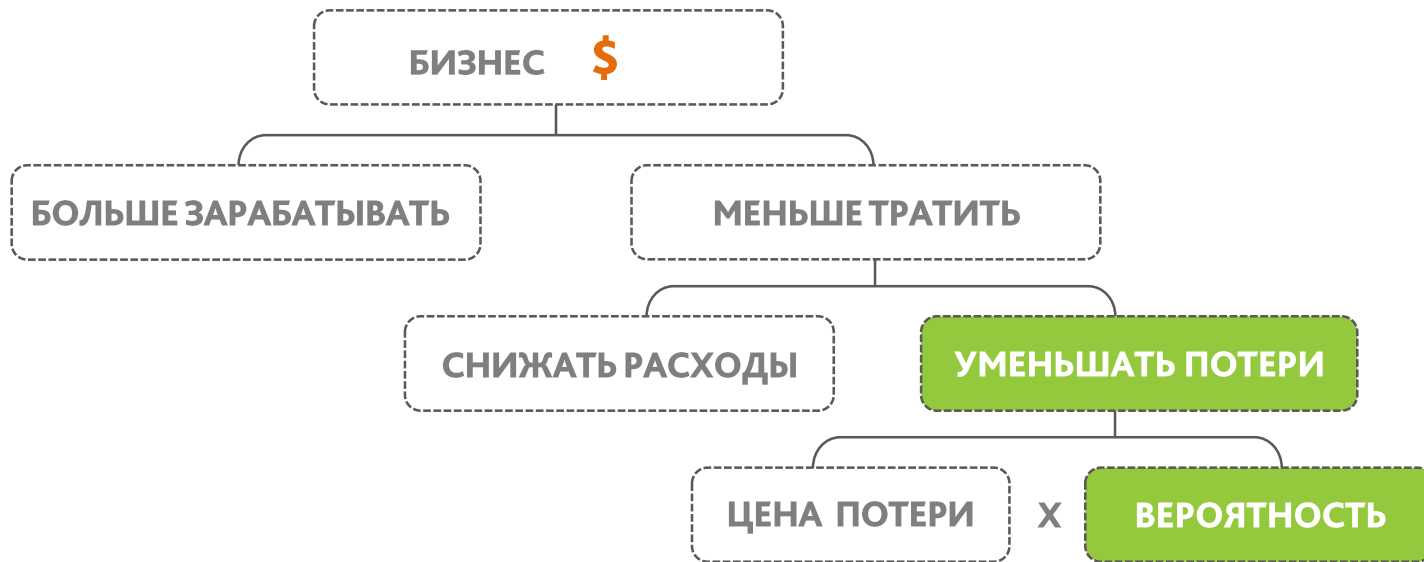 БИЗНЕС $
БОЛЬШЕ ЗАРАБАТЫВАТЬ
МЕНЬШЕ ТРАТИТЬ
СНИЖАТЬ РАСХОДЫ
УМЕНЬШАТЬ ПОТЕРИ
ЦЕНА ПОТЕРИ X ВЕРОЯТНОСТЬ